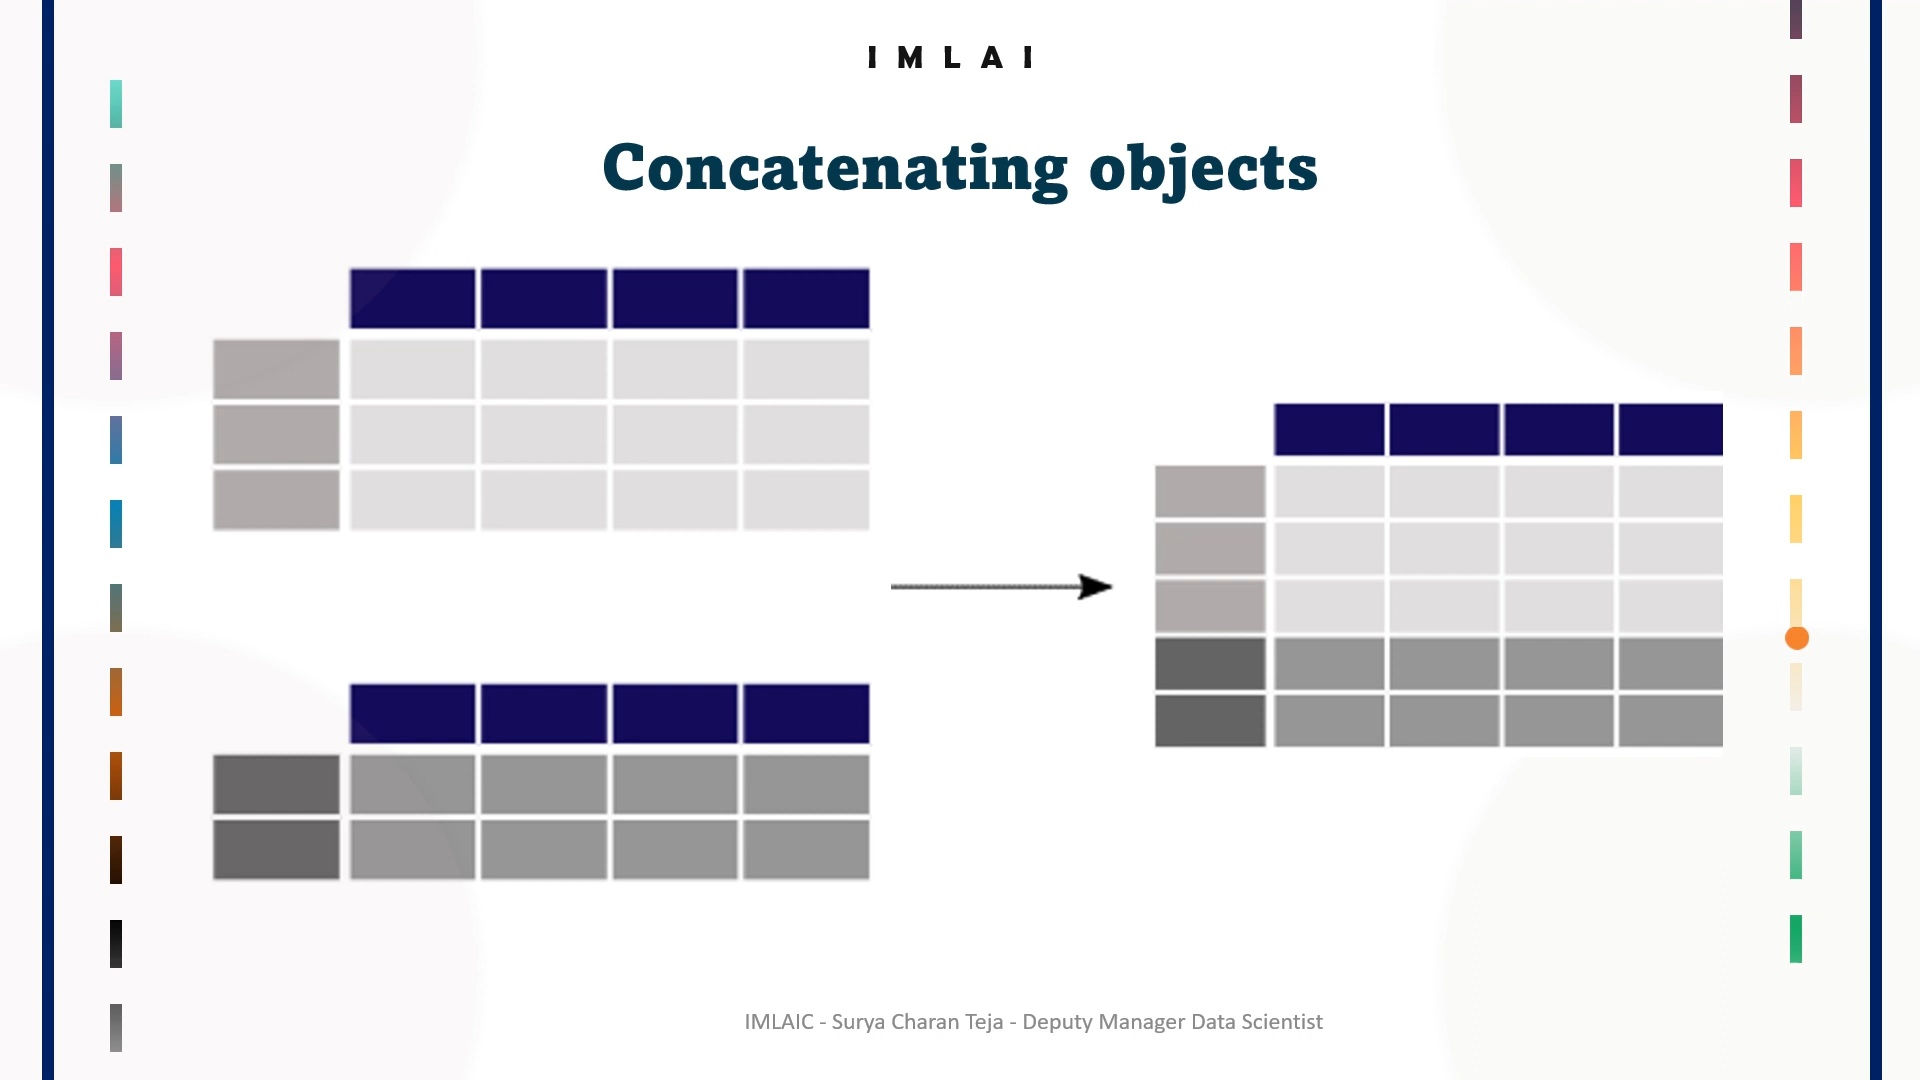 IMLAI
Concatenating objects
IMLAIC - Surya Charan Teja - Deputy Manager Data Scientist